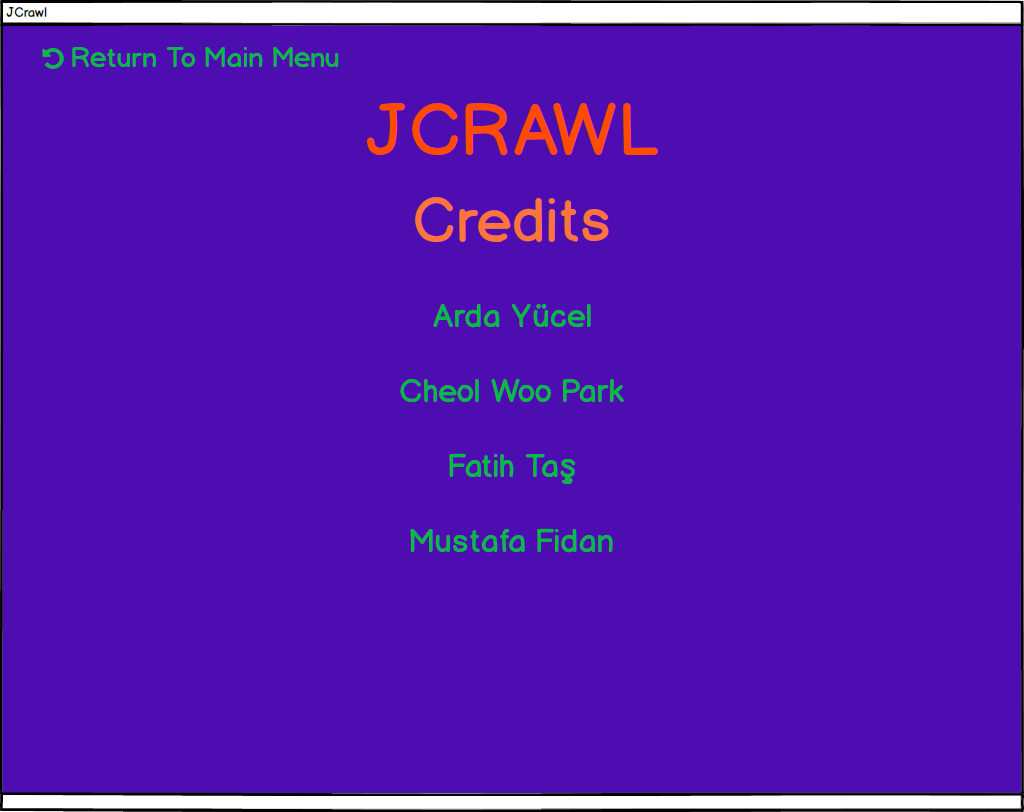 JCrawl
Return To Main Menu
JCRAWL
Credits
Arda Yücel
Cheol Woo Park
Fatih Taş
Mustafa Fidan